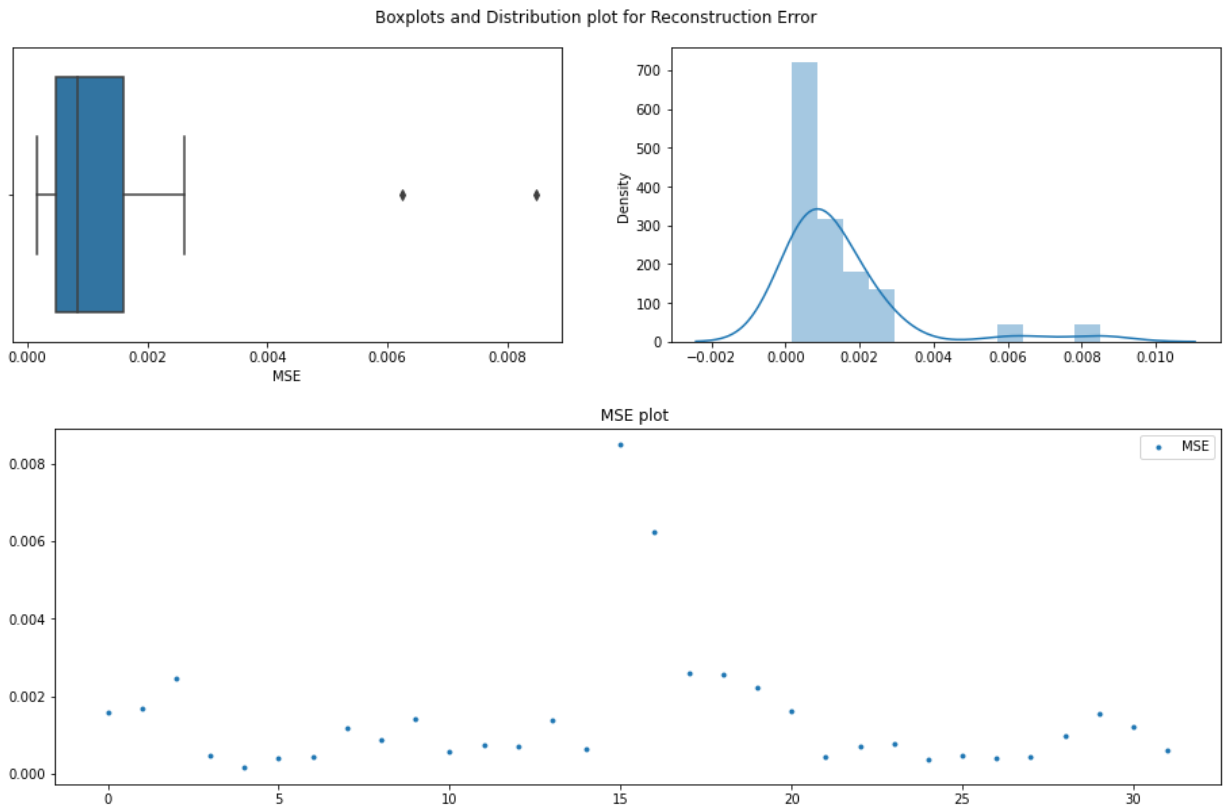 Boxplots and Distribution plot for Reconstruction Error
0.000 0.002 0.004 0.006 0.008
MSE
700
600
500
400
300
200
100
0
Density
−0.002 0.000 0.002 0.004 0.006 0.008 0.010
MSE plot
MSE
0.008
0.006
0.004
0.002
0.000
0 5 10 15 20 25 30